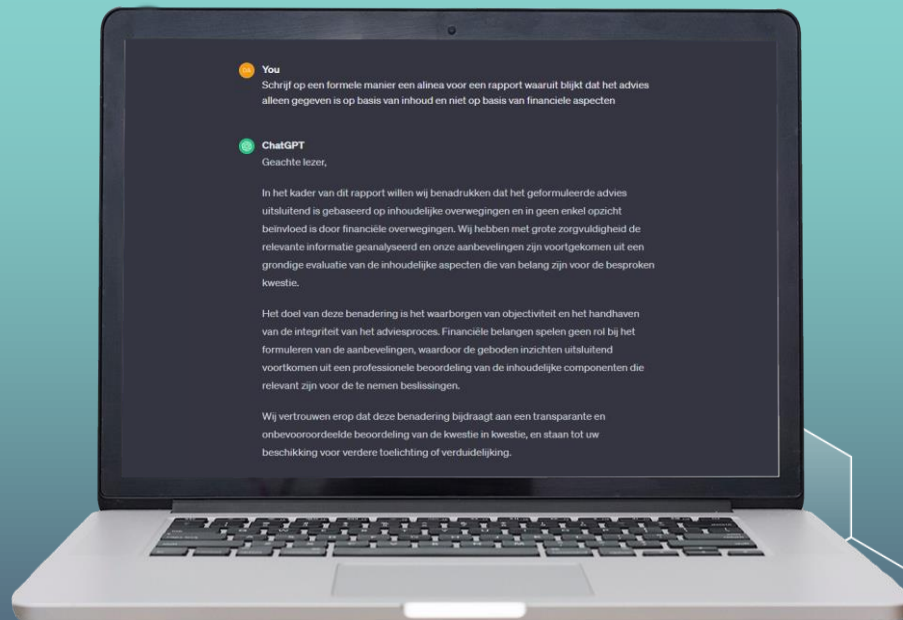 You
Schrijf op een formele manier een alinea voor een rapport waaruit blijkt dat het advies
alleen gegeven is op basis van inhoud en niet op basis van financiele aspecten
ChatGPT
Geachte lezer,
In het kader van dit rapport willen wij benadrukken dat het geformuleerde advies
uitsluitend is gebaseerd op inhoudelijke overwegingen en in geen enkel opzicht
beïnvloed is door financiële overwegingen. Wij hebben met grote zorgvuldigheid de
relevante informatie geanalyseerd en onze aanbevelingen zijn voortgekomen uit een
grondige evaluatie van de inhoudelijke aspecten die van belang zijn voor de besproken
kwestie.
Het doel van deze benadering is het waarborgen van objectiviteit en het handhaven
van de integriteit van het adviesproces. Financiële belangen spelen geen rol bij het
formuleren van de aanbevelingen, waardoor de geboden inzichten uitsluitend
voortkomen uit een professionele beoordeling van de inhoudelijke componenten die
relevant zijn voor de te nemen beslissingen.
Wij vertrouwen erop dat deze benadering bijdraagt aan een transparante en
onbevooroordeelde beoordeling van de kwestie in kwestie, en staan tot uw
beschikking voor verdere toelichting of verduidelijking.